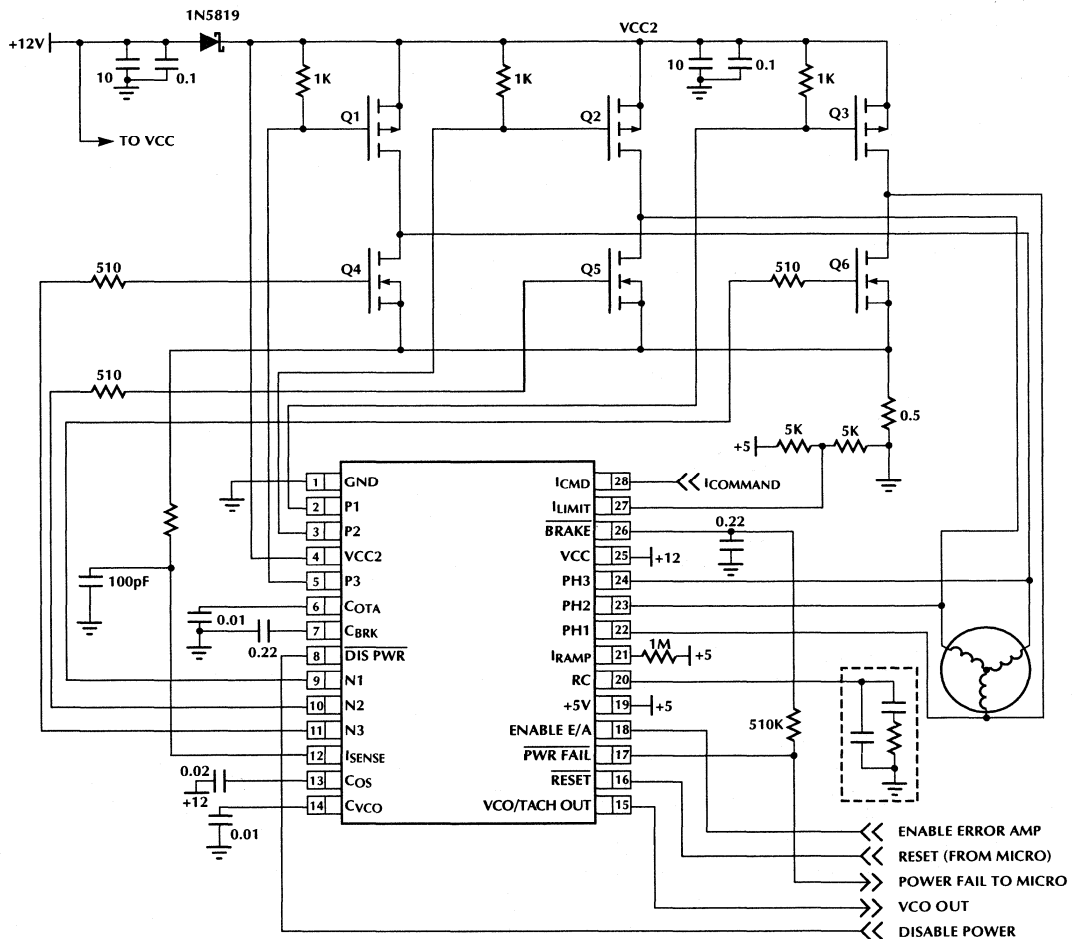 1N5819
+12V
VCC2
10
0.1
1K
1K
10
0.1
1K
Q1
Q2
Q3
TO VCC
510
Q4
Q5
510
Q6
510
0.5
+5
5K
5K
1 GND
ICMD 28
ICOMMAND
2 P1
ILIMIT 27
3 P2
BRAKE 26
0.22
4 VCC2
VCC 25
+12
100pF
5 P3
PH3 24
6 COTA
PH2 23
0.01
7 CBRK
PH1 22
0.22
8 DIS PWR
IRAMP 21
1M
+5
9 N1
RC 20
10 N2
+5V 19
+5
510K
11 N3
ENABLE E/A 18
12 ISENSE
PWR FAIL 17
0.02
13 COS
RESET 16
+12
14 CVCO
VCO/TACH OUT 15
0.01
ENABLE ERROR AMP
RESET (FROM MICRO)
POWER FAIL TO MICRO
VCO OUT
DISABLE POWER